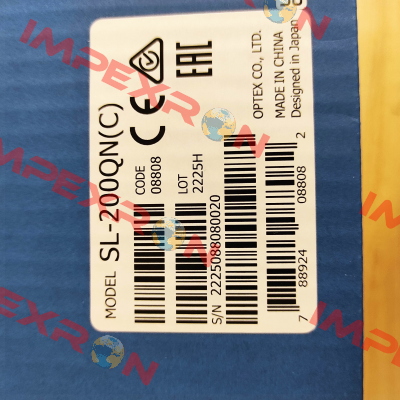 MODEL SL-200QN(C)
CODE
08808
LOT
2225H
S/N 2225088080020
CE
EAC
OPTEX CO., LTD.
MADE IN CHINA
Designed in Japan
7 88924 08808 2
IMPEXRON
IMPEXRON
IMPEXRON